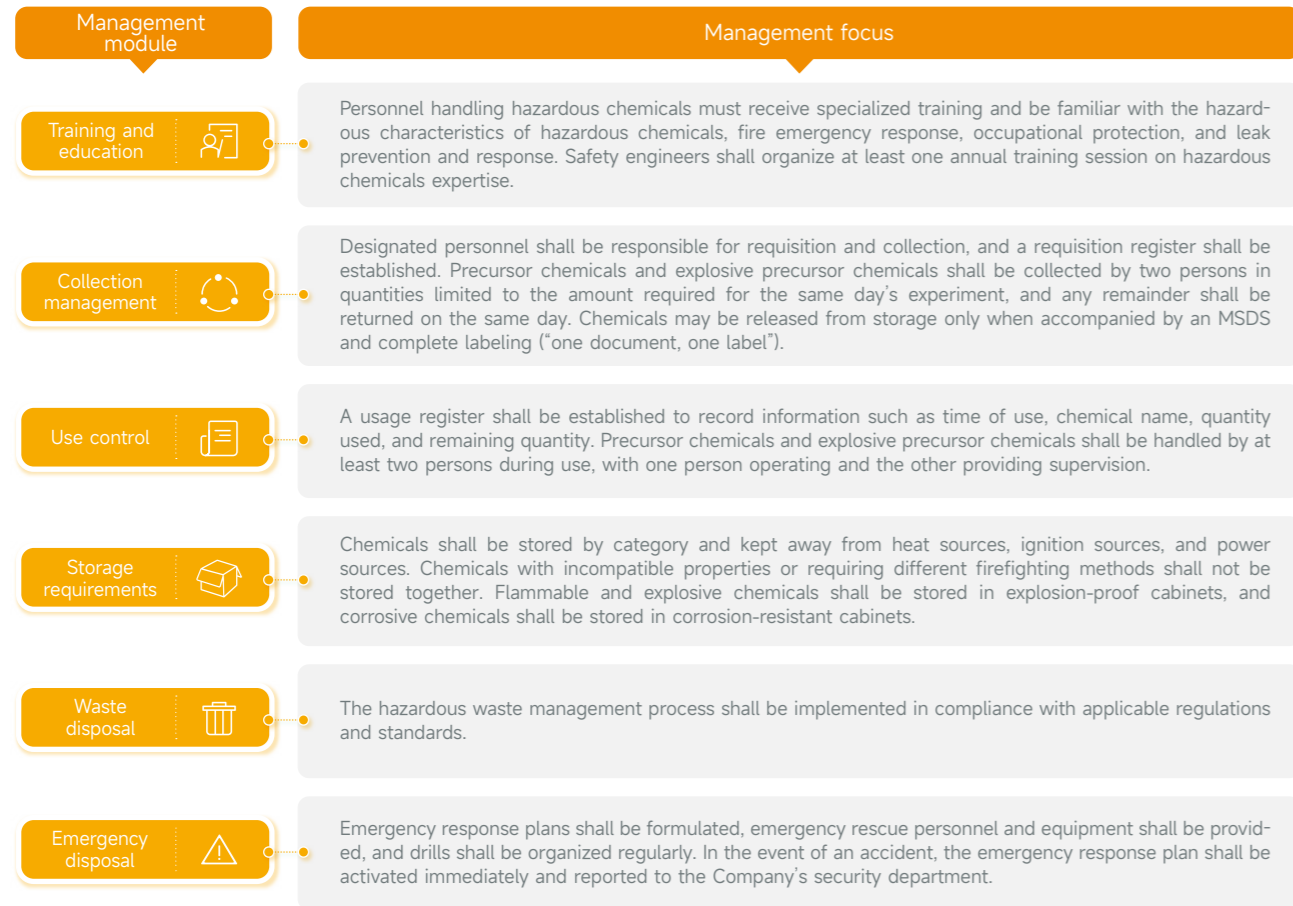 Management
module
Management focus
Training and
education
Personnel handling hazardous chemicals must receive specialized training and be familiar with the hazard-
ous characteristics of hazardous chemicals, fire emergency response, occupational protection, and leak
prevention and response. Safety engineers shall organize at least one annual training session on hazardous
chemicals expertise.
Collection
management
Designated personnel shall be responsible for requisition and collection, and a requisition register shall be
established. Precursor chemicals and explosive precursor chemicals shall be collected by two persons in
quantities limited to the amount required for the same day's experiment, and any remainder shall be
returned on the same day. Chemicals may be released from storage only when accompanied by an MSDS
and complete labeling (“one document, one label”).
Use control
A usage register shall be established to record information such as time of use, chemical name, quantity
used, and remaining quantity. Precursor chemicals and explosive precursor chemicals shall be handled by at
least two persons during use, with one person operating and the other providing supervision.
Storage
requirements
Chemicals shall be stored by category and kept away from heat sources, ignition sources, and power
sources. Chemicals with incompatible properties or requiring different firefighting methods shall not be
stored together. Flammable and explosive chemicals shall be stored in explosion-proof cabinets, and
corrosive chemicals shall be stored in corrosion-resistant cabinets.
Waste
disposal
The hazardous waste management process shall be implemented in compliance with applicable regulations
and standards.
Emergency
disposal
Emergency response plans shall be formulated, emergency rescue personnel and equipment shall be provid-
ed, and drills shall be organized regularly. In the event of an accident, the emergency response plan shall be
activated immediately and reported to the Company's security department.